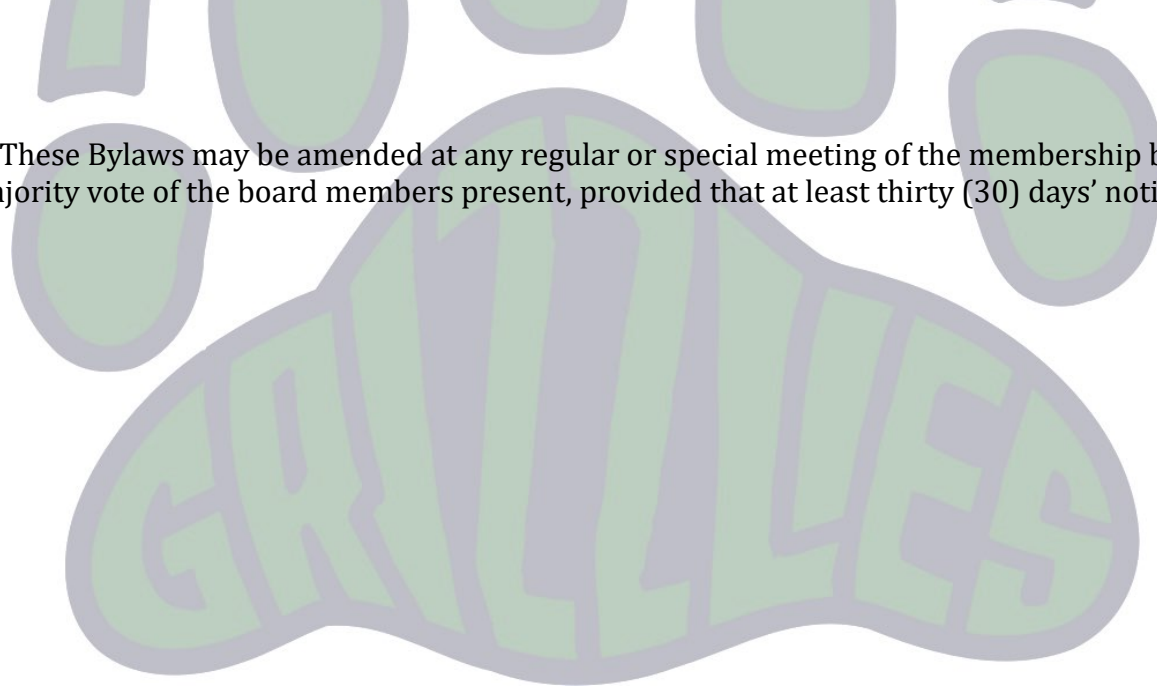 These Bylaws may be amended at any regular or special meeting of the membership b
jority vote of the board members present, provided that at least thirty (30) days’ noti
GRIZZLIES